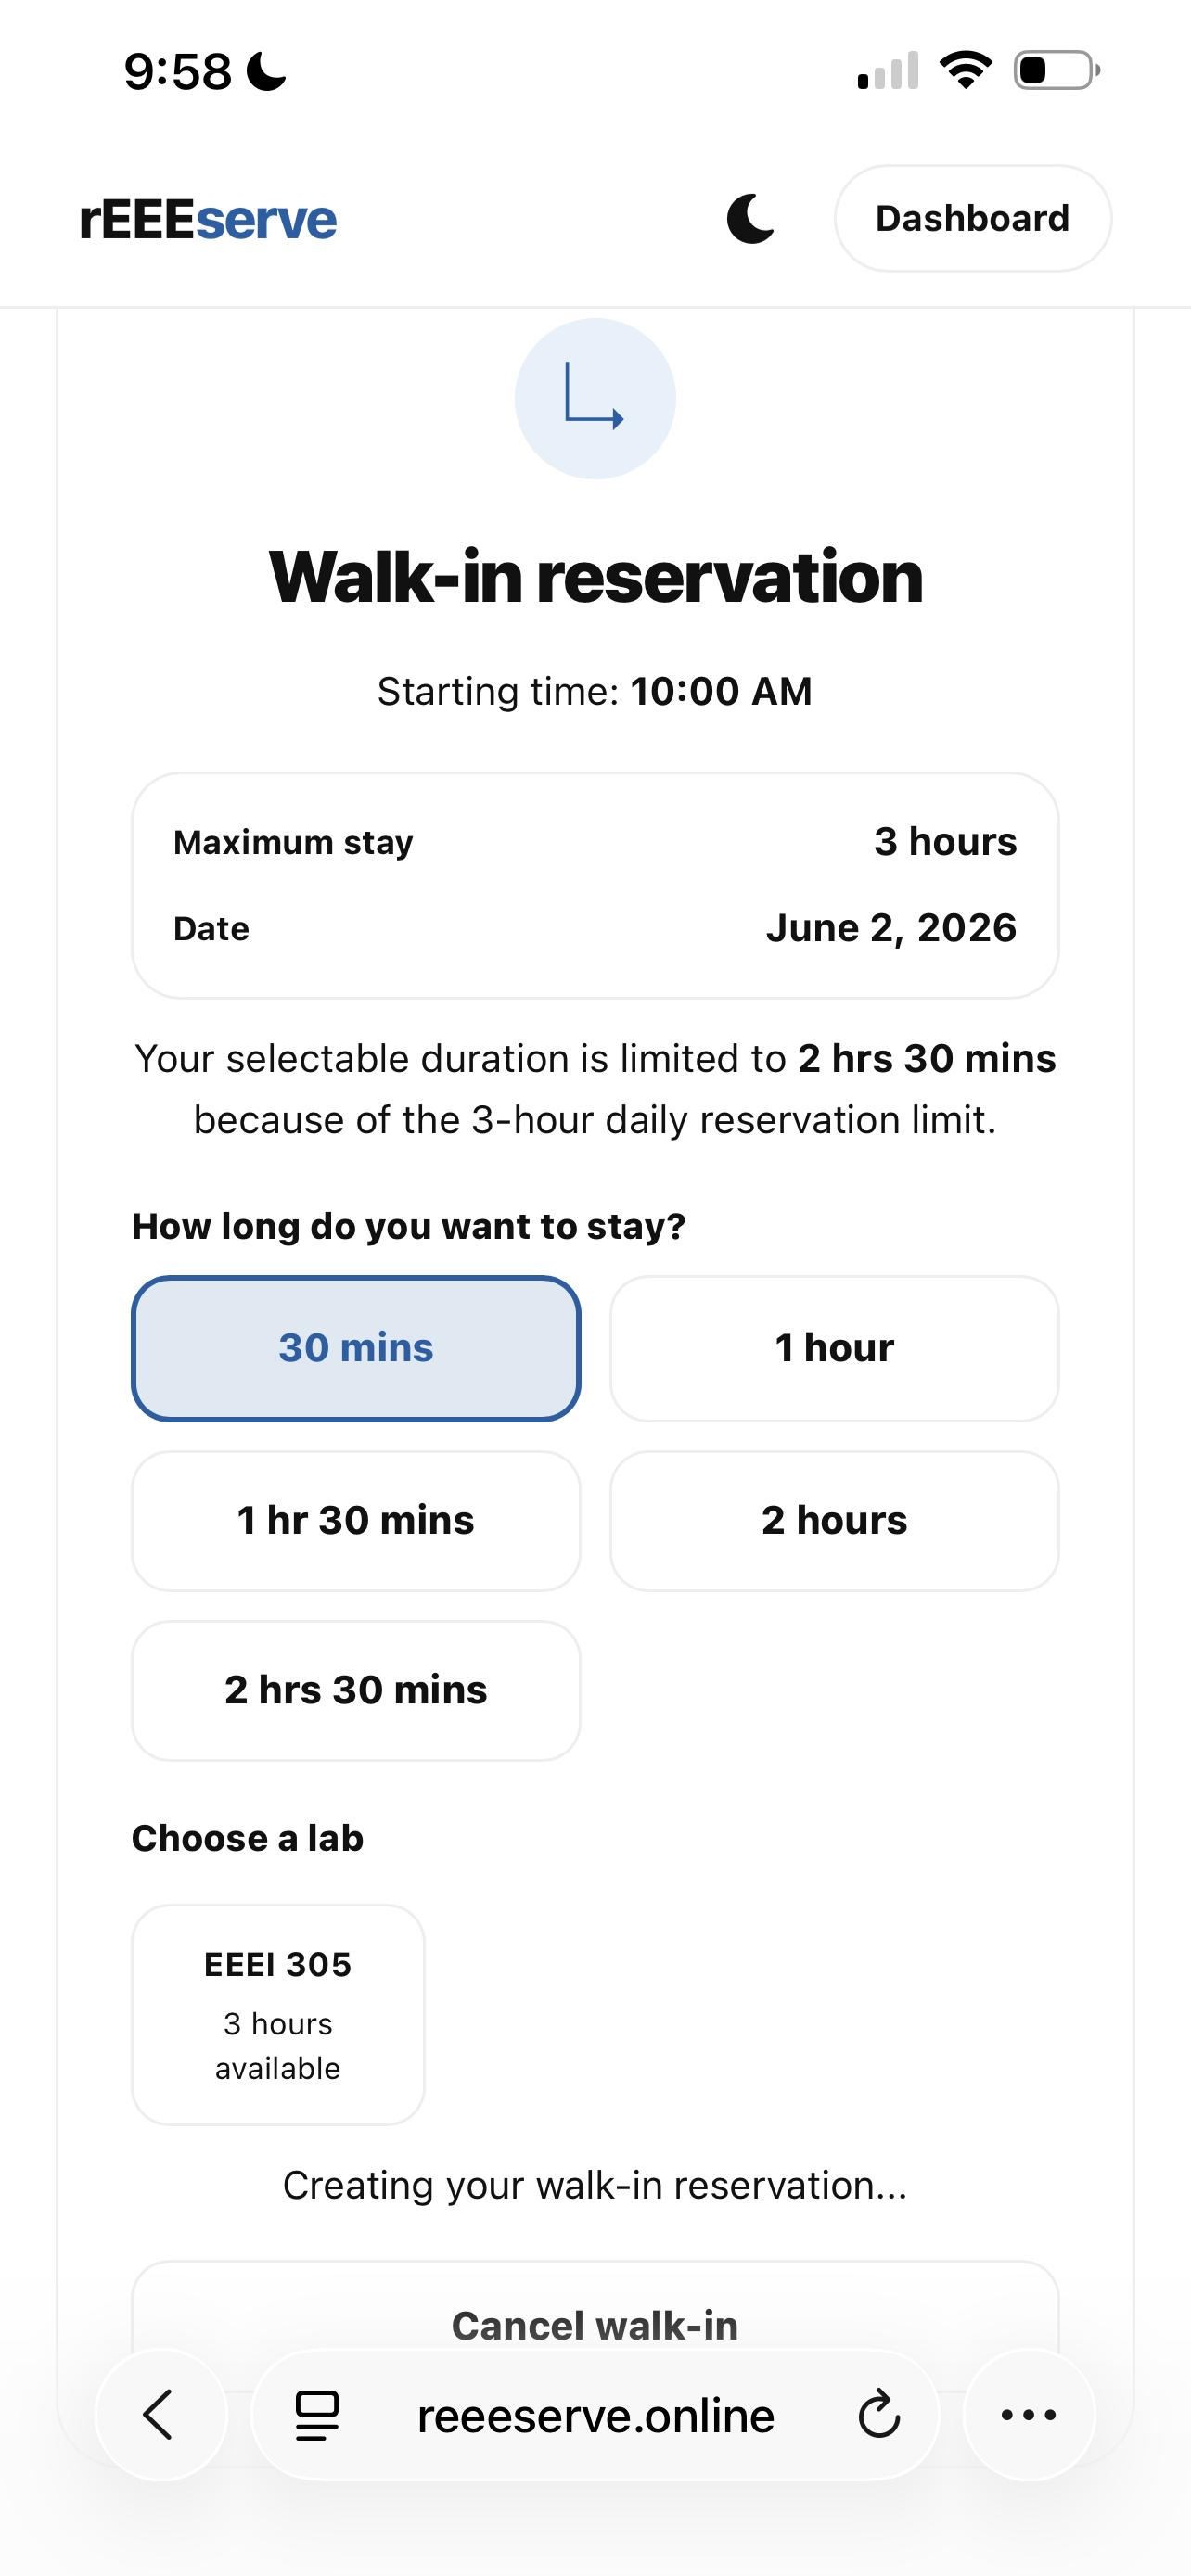 9:58
rEEEserve
Dashboard
Walk-in reservation
Starting time: 10:00 AM
Maximum stay
3 hours
Date
June 2, 2026
Your selectable duration is limited to 2 hrs 30 mins
because of the 3-hour daily reservation limit.
How long do you want to stay?
30 mins
1 hour
1 hr 30 mins
2 hours
2 hrs 30 mins
Choose a lab
EEEI 305
3 hours
available
Creating your walk-in reservation...
Cancel walk-in
reeeserve.online